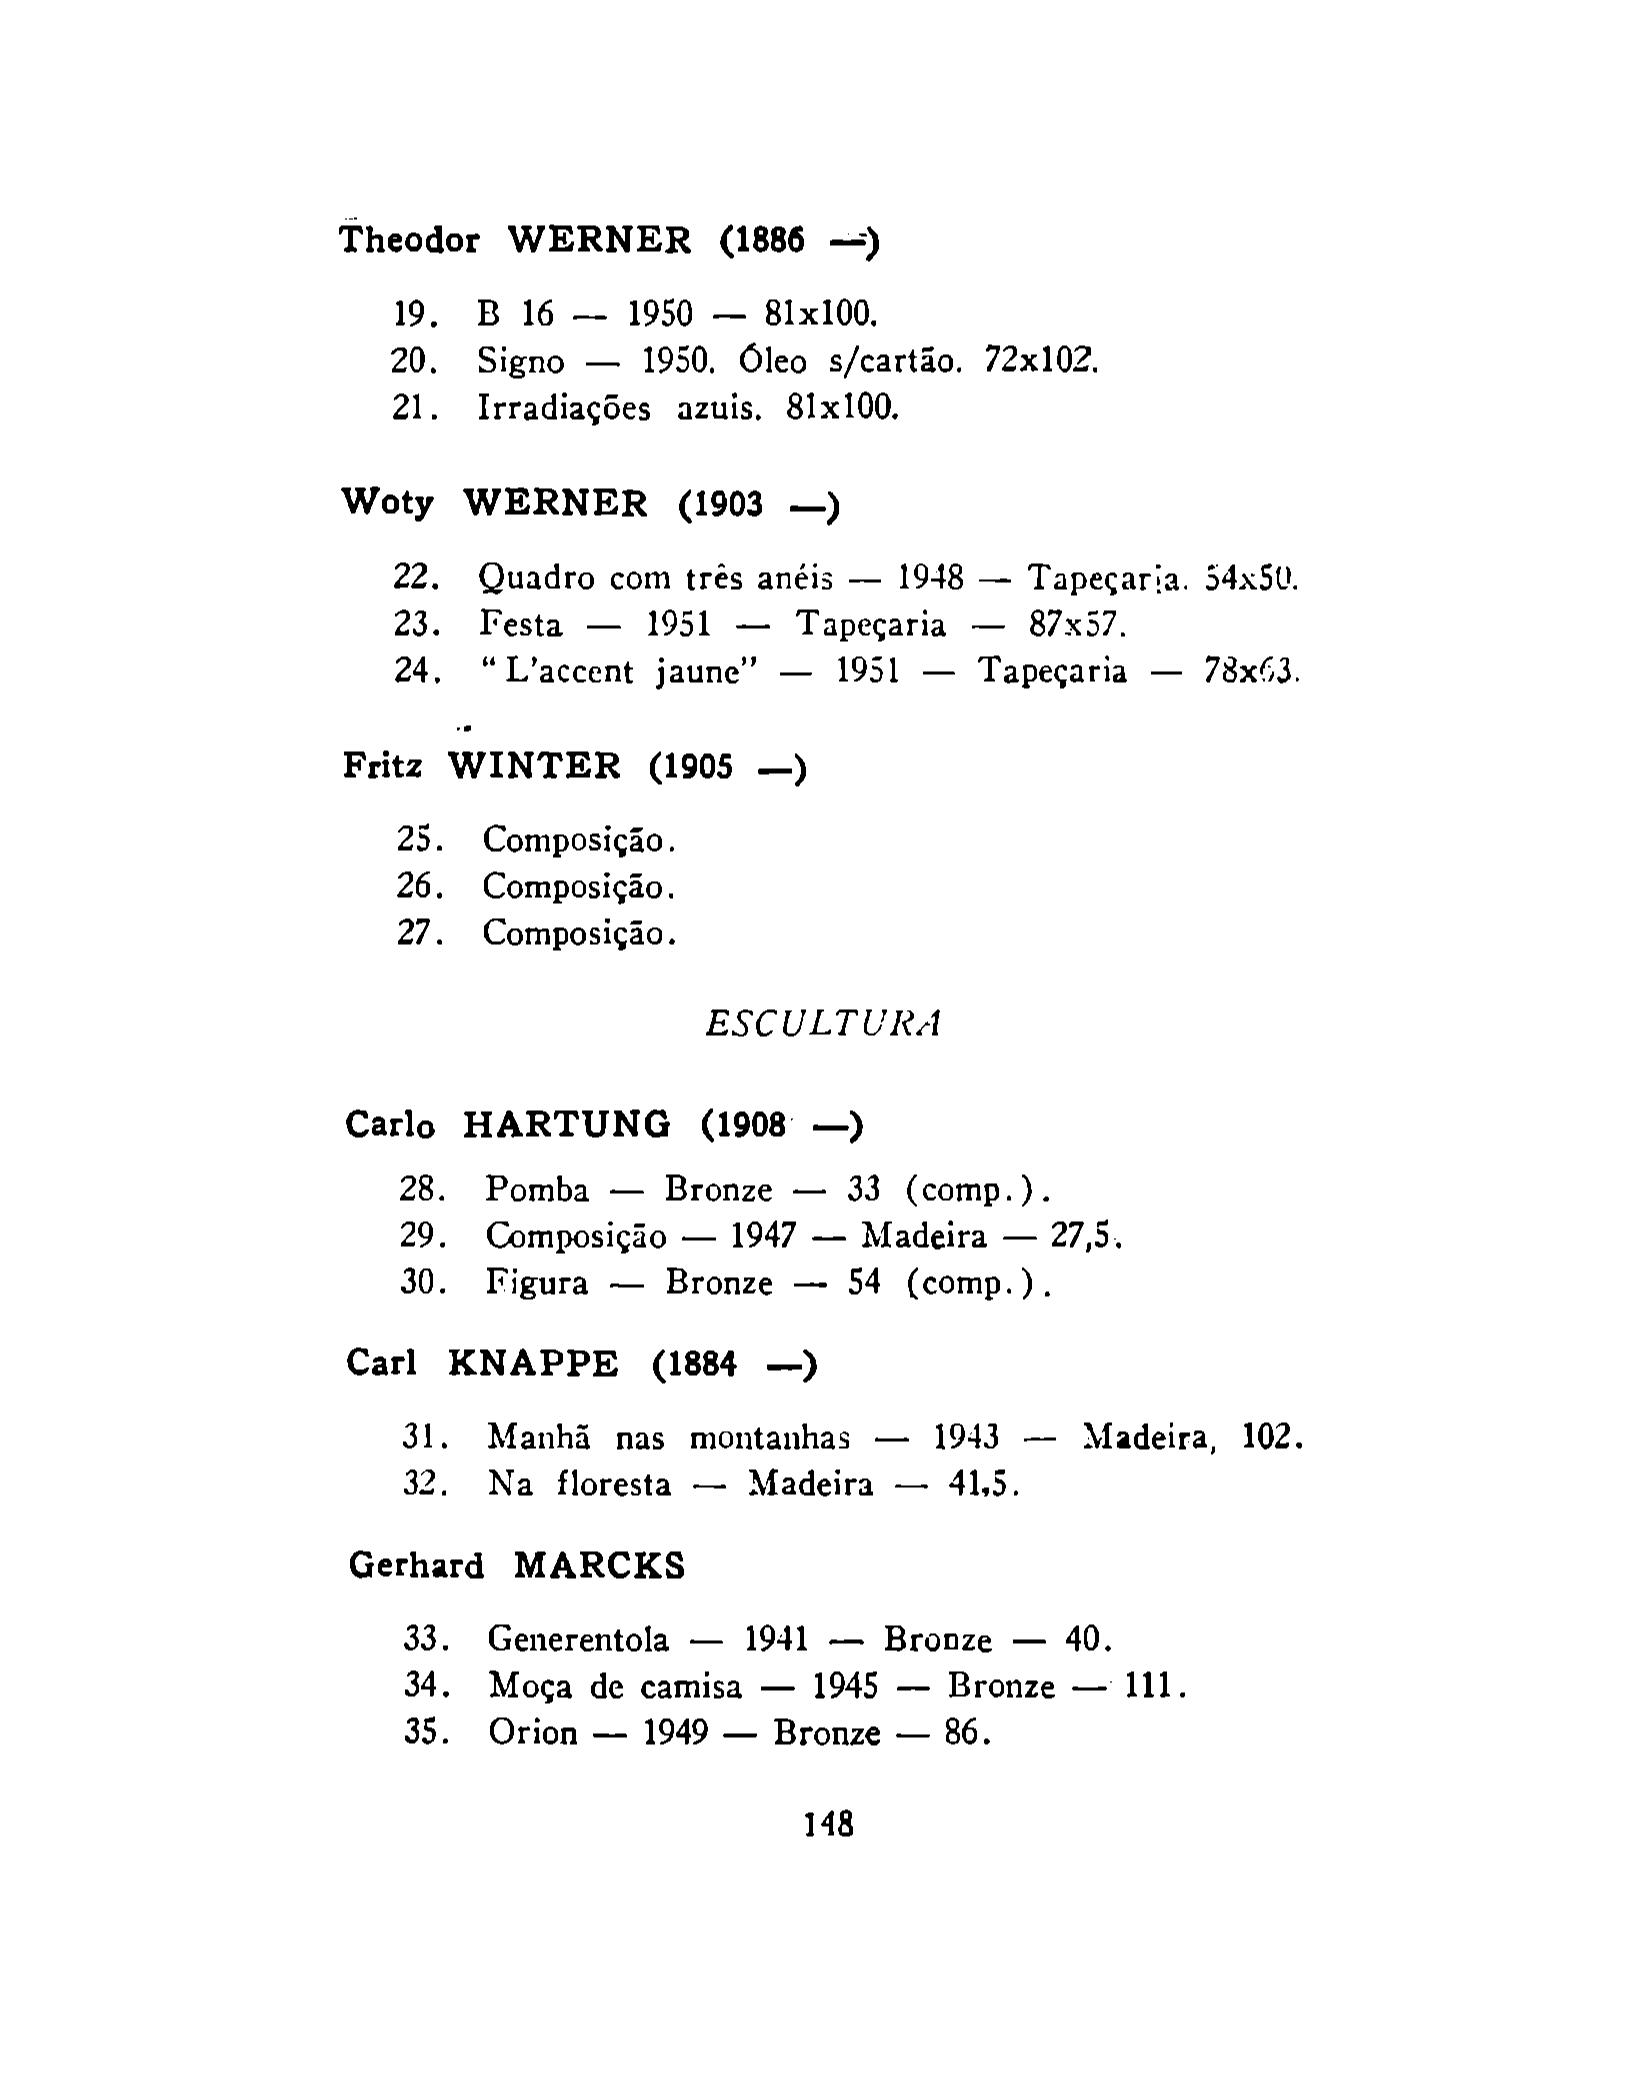 Theodor WERNER (1886 —)
19. B 16 — 1950 — 81x100.
20. Signo — 1950. Óleo s/cartão. 72x102.
21. Irradiações azuis. 81x100.
Woty WERNER (1903 —)
22. Quadro com três anéis — 1948 — Tapeçaria. 54x50.
23. Festa — 1951 — Tapeçaria — 87x57.
24. "L'accent jaune" — 1951 — Tapeçaria — 78x63.
Fritz WINTER (1905 —)
25. Composição.
26. Composição.
27. Composição.
ESCULTURA
Carlo HARTUNG (1908 —)
28. Pomba — Bronze — 33 (comp.).
29. Composição — 1947 — Madeira — 27,5.
30. Figura — Bronze — 54 (comp.).
Carl KNAPPE (1884 —)
31. Manhã nas montanhas — 1943 — Madeira, 102.
32. Na floresta — Madeira — 41,5.
Gerhard MARCKS
33. Generentola — 1941 — Bronze — 40.
34. Moça de camisa — 1945 — Bronze — 111.
35. Orion — 1949 — Bronze — 86.
148